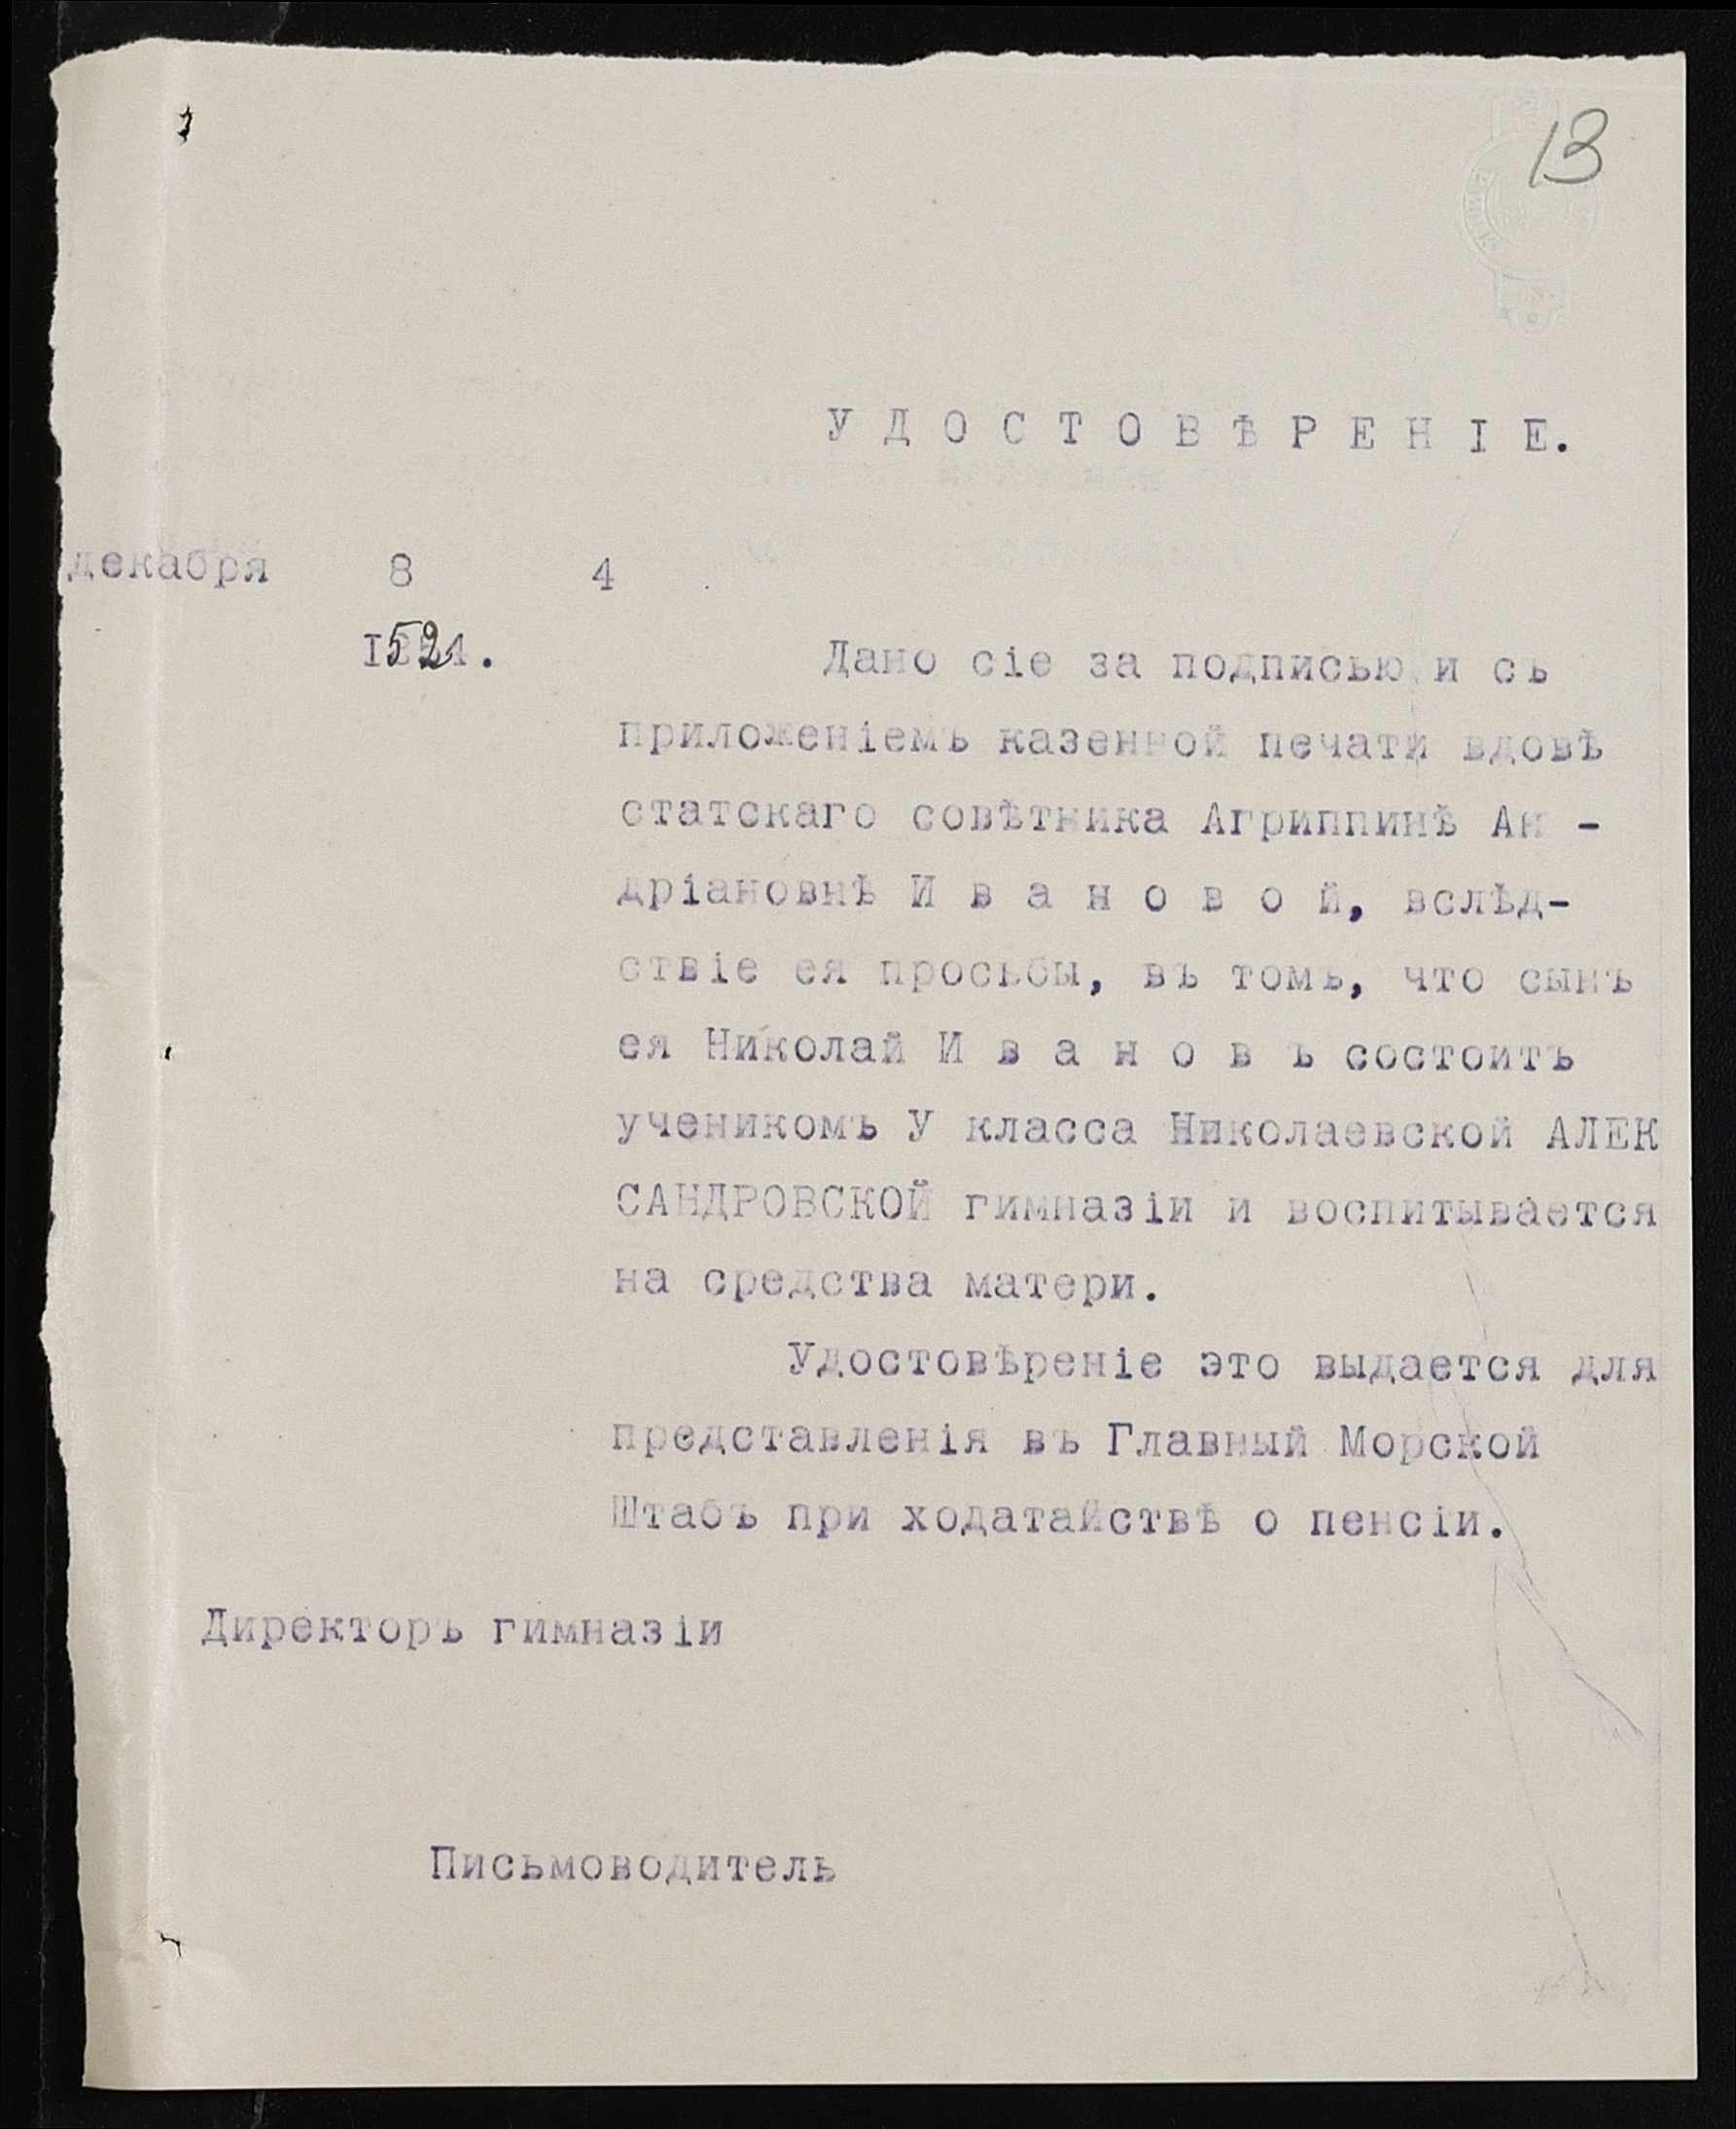 13
УДОСТОВѢРЕНІЕ.
декабря 8 4
1521.
Дано сіе за подписью и съ
приложеніемъ казенной печати вдовѣ
статскаго совѣтника Агриппинѣ Ан -
дріановнѣ Ивановой, вслѣд-
ствіе ея просьбы, въ томъ, что сынъ
ея Николай Ивановъ состоитъ
ученикомъ У класса Николаевской АЛЕК
САНДРОВСКОЙ гимназіи и воспитывается
на средства матери.
Удостовѣреніе это выдается для
представленія въ Главный Морской
Штабъ при ходатайствѣ о пенсіи.
Директоръ гимназіи
Письмоводитель